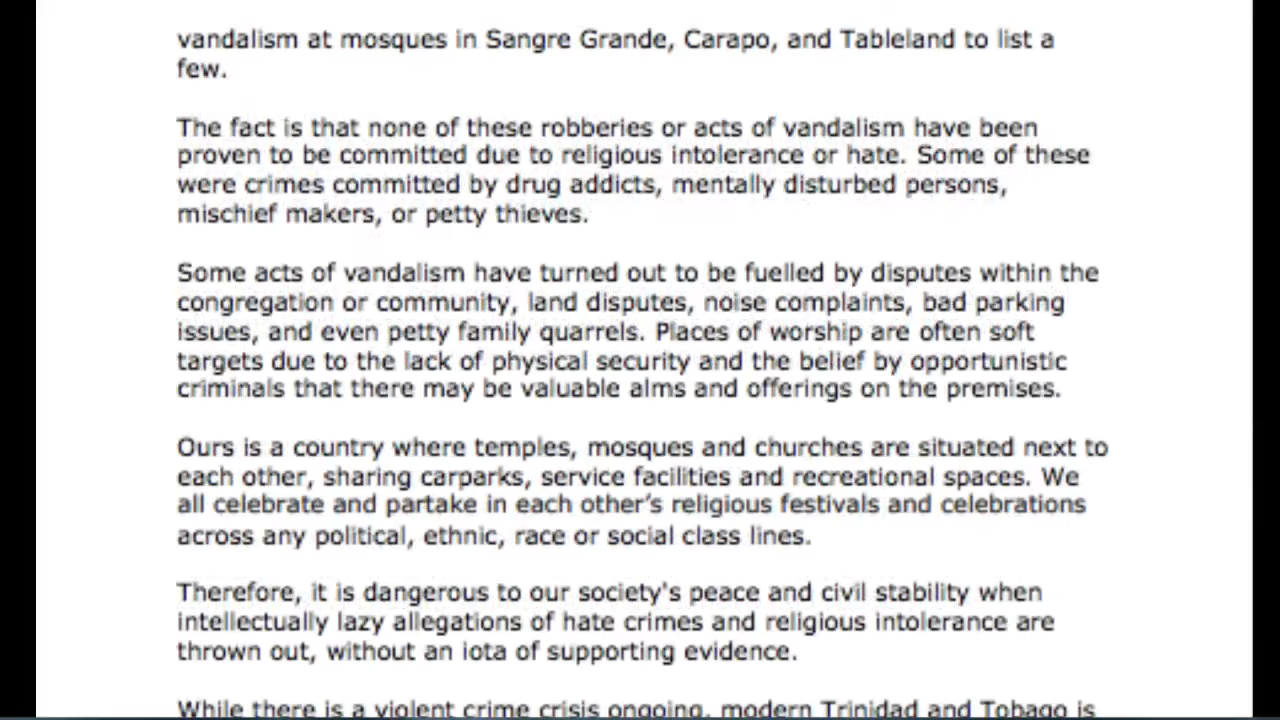 vandalism at mosques in Sangre Grande, Carapo, and Tableland to list a
few.
The fact is that none of these robberies or acts of vandalism have been
proven to be committed due to religious intolerance or hate. Some of these
were crimes committed by drug addicts, mentally disturbed persons,
mischief makers, or petty thieves.
Some acts of vandalism have turned out to be fuelled by disputes within the
congregation or community, land disputes, noise complaints, bad parking
issues, and even petty family quarrels. Places of worship are often soft
targets due to the lack of physical security and the belief by opportunistic
criminals that there may be valuable alms and offerings on the premises.
Ours is a country where temples, mosques and churches are situated next to
each other, sharing carparks, service facilities and recreational spaces. We
all celebrate and partake in each other’s religious festivals and celebrations
across any political, ethnic, race or social class lines.
Therefore, it is dangerous to our society's peace and civil stability when
intellectually lazy allegations of hate crimes and religious intolerance are
thrown out, without an iota of supporting evidence.
While there is a violent crime crisis ongoing, modern Trinidad and Tobago is